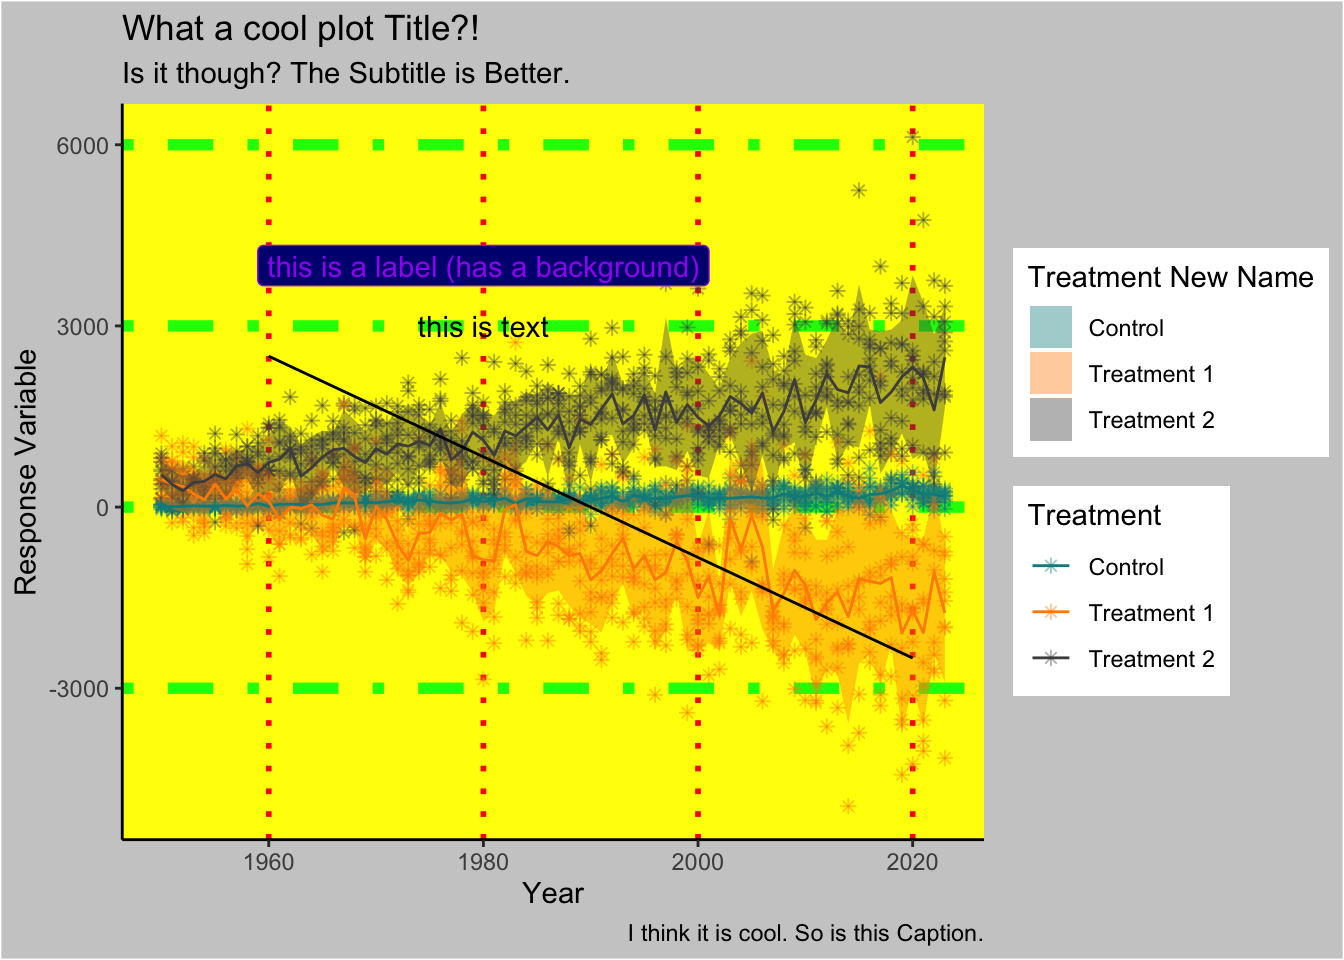 What a cool plot Title?!
Is it though? The Subtitle is Better.
6000
this is a label (has a background)
3000
this is text
0
-3000
Response Variable
1960
1980
2000
2020
Year
I think it is cool. So is this Caption.
Treatment New Name
Control
Treatment 1
Treatment 2
Treatment
Control
Treatment 1
Treatment 2